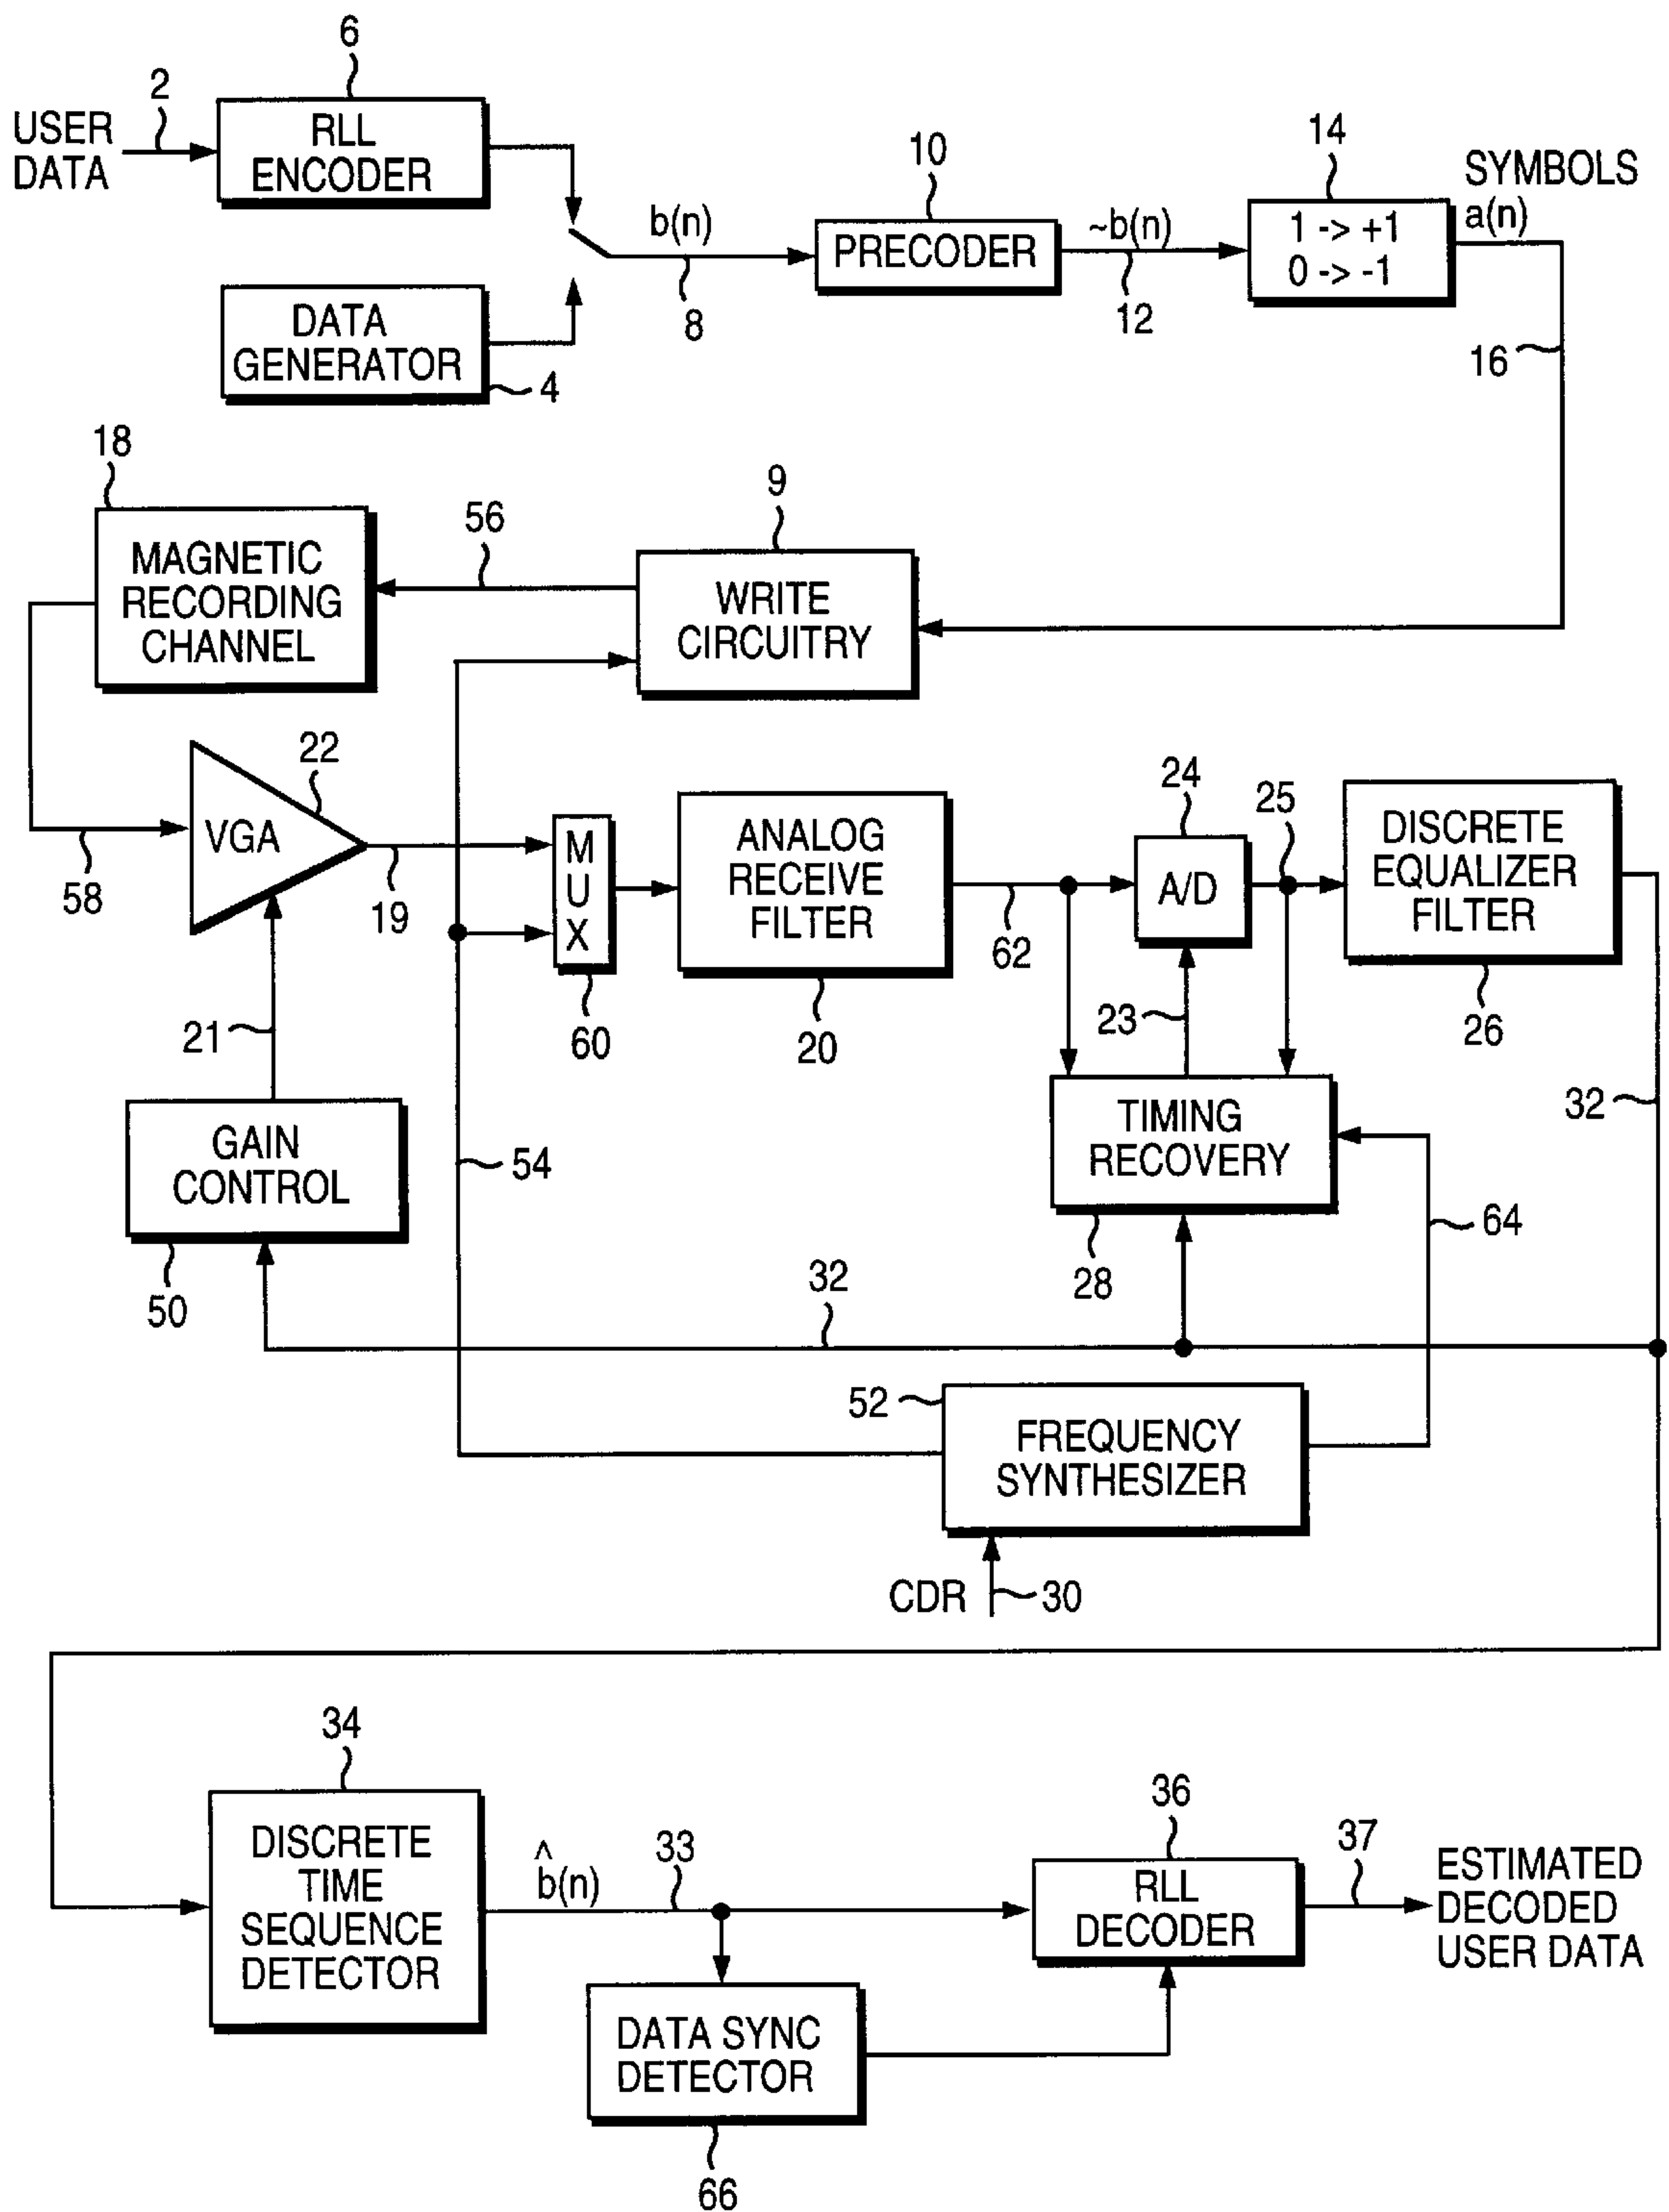 6
2
USER
DATA
RLL
ENCODER
10
14
SYMBOLS
a(n)
b(n)
8
PRECODER
~b(n)
12
1 -> +1
0 -> -1
16
DATA
GENERATOR
4
18
MAGNETIC
RECORDING
CHANNEL
56
9
WRITE
CIRCUITRY
22
VGA
58
19
M
U
X
60
ANALOG
RECEIVE
FILTER
20
62
24
A/D
25
DISCRETE
EQUALIZER
FILTER
26
21
23
32
GAIN
CONTROL
50
54
TIMING
RECOVERY
28
64
32
52
FREQUENCY
SYNTHESIZER
CDR
30
34
DISCRETE
TIME
SEQUENCE
DETECTOR
b̂(n)
33
36
RLL
DECODER
37
ESTIMATED
DECODED
USER DATA
DATA SYNC
DETECTOR
66